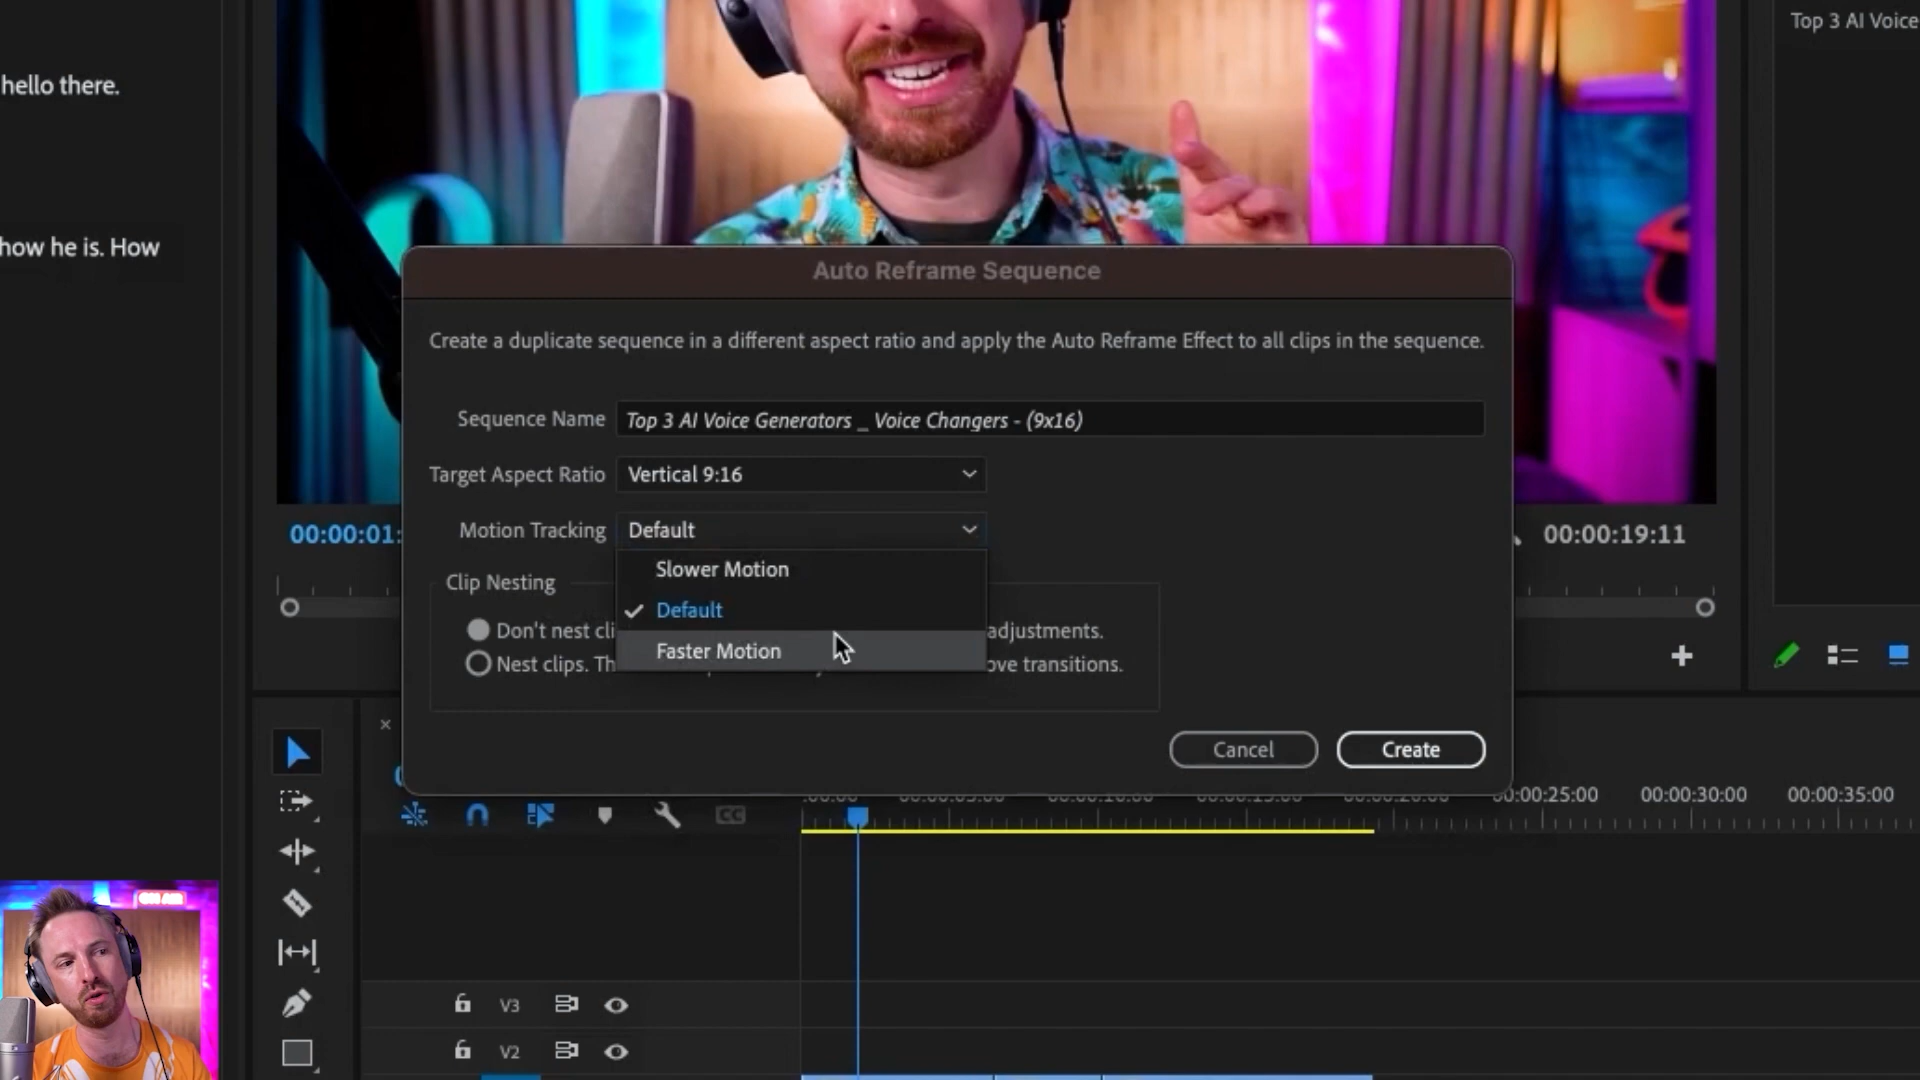 Top 3 AI Voice
hello there.
how he is. How
Auto Reframe Sequence
Create a duplicate sequence in a different aspect ratio and apply the Auto Reframe Effect to all clips in the sequence.
Sequence Name Top 3 AI Voice Generators _ Voice Changers - (9x16)
Target Aspect Ratio Vertical 9:16
Motion Tracking Default
Slower Motion
Default
Faster Motion
Clip Nesting
Don't nest cli adjustments.
Nest clips. Th ove transitions.
00:00:01:
00:00:19:11
Cancel Create
00:00:25:00 00:00:30:00 00:00:35:00
CC
ON AIR
V3
V2